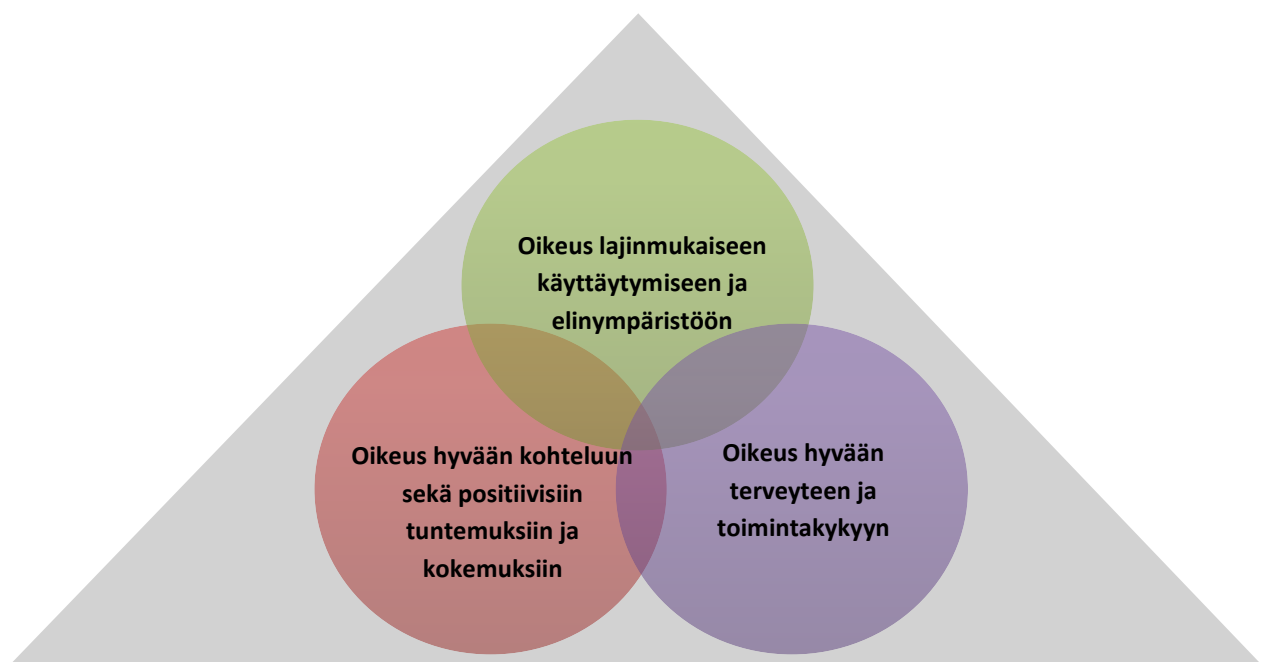 Oikeus lajinmukaiseen
käyttäytymiseen ja
elinympäristöön
Oikeus hyvään kohteluun
sekä positiivisiin
tuntemuksiin ja
kokemuksiin
Oikeus hyvään
terveyteen ja
toimintakykyyn